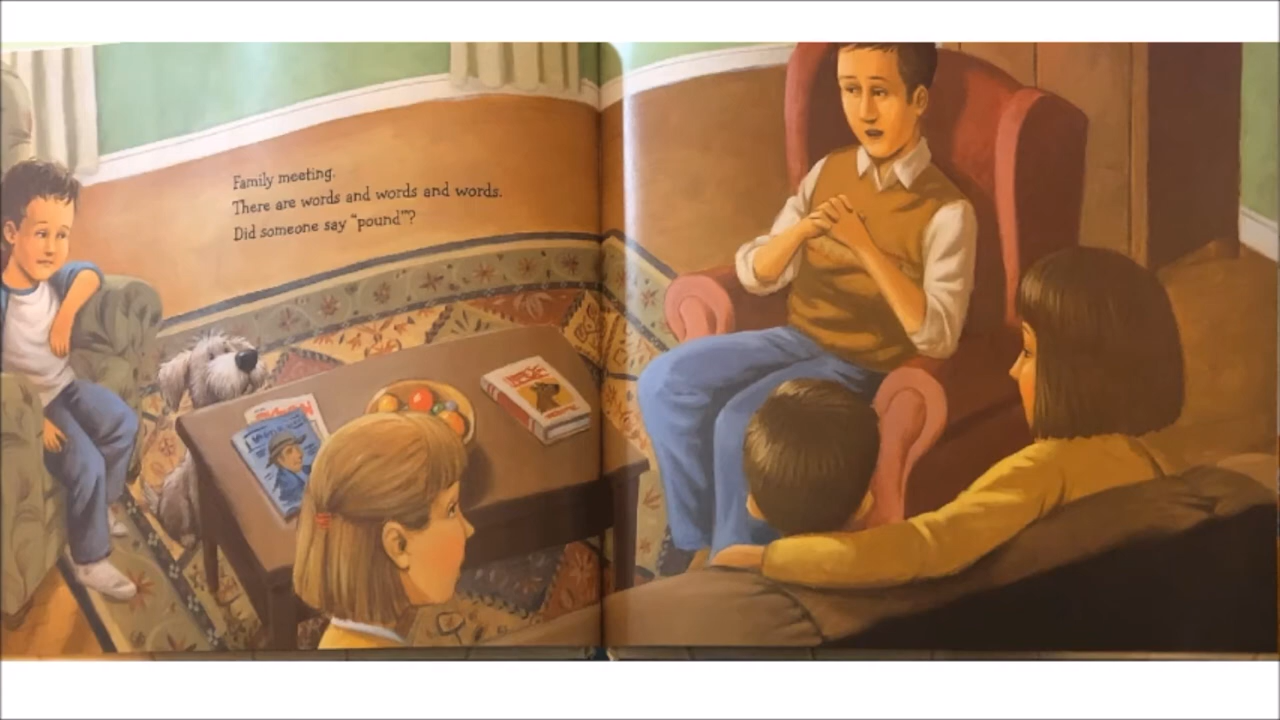 Family meeting.
There are words and words and words.
Did someone say “pound”?